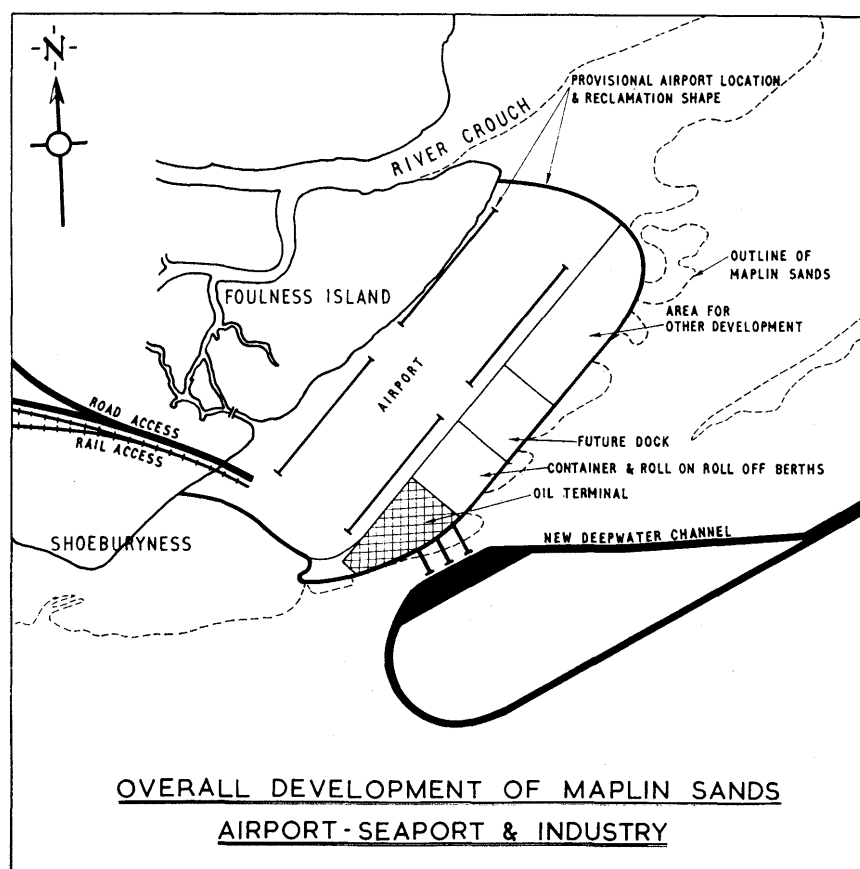 N
PROVISIONAL AIRPORT LOCATION
& RECLAMATION SHAPE
RIVER CROUCH
OUTLINE OF
MAPLIN SANDS
FOULNESS ISLAND
AREA FOR
OTHER DEVELOPMENT
AIRPORT
ROAD ACCESS
RAIL ACCESS
FUTURE DOCK
CONTAINER & ROLL ON ROLL OFF BERTHS
OIL TERMINAL
SHOEBURYNESS
NEW DEEPWATER CHANNEL
OVERALL DEVELOPMENT OF MAPLIN SANDS
AIRPORT-SEAPORT & INDUSTRY